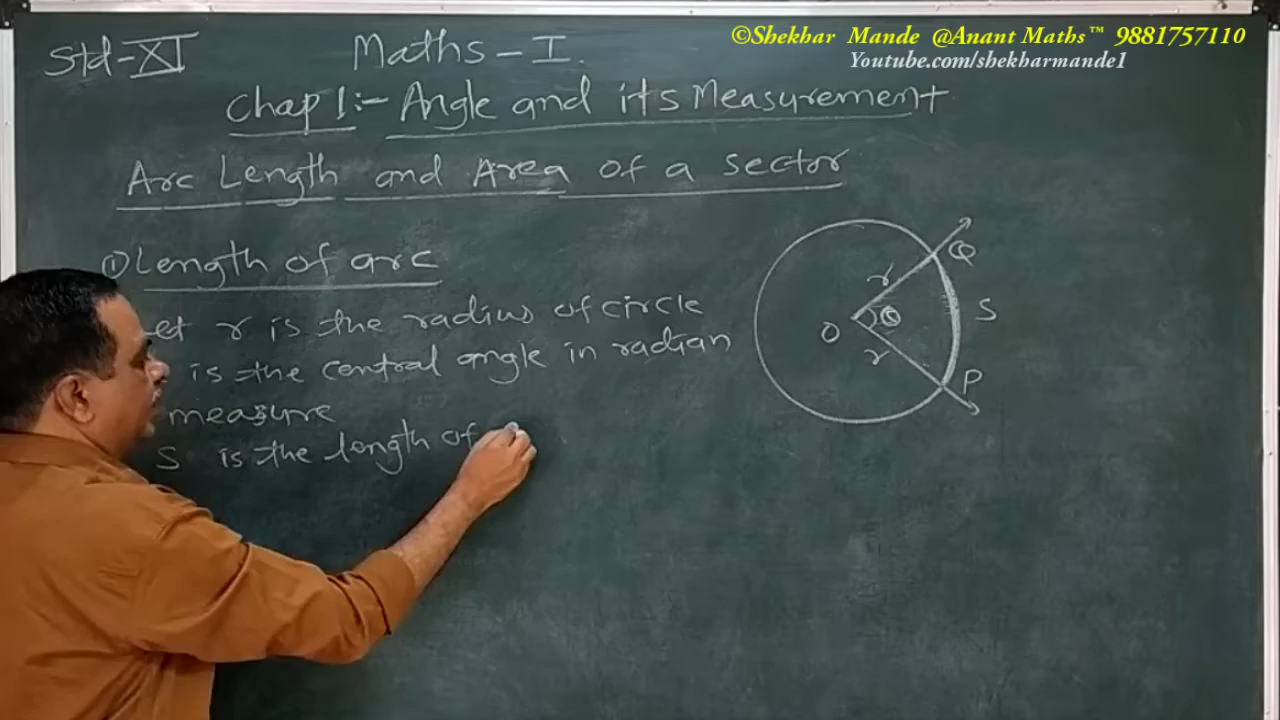 ©Shekhar Mande @Anant Maths™ 9881757110
Youtube.com/shekharmande1
Std-XI Maths-I.
Chap 1:- Angle and its Measurement
Arc Length and Area of a sector
① Length of arc
et r is the radius of circle
is the central angle in radian
measure
S is the length of
Q
r
θ
S
O
r
P